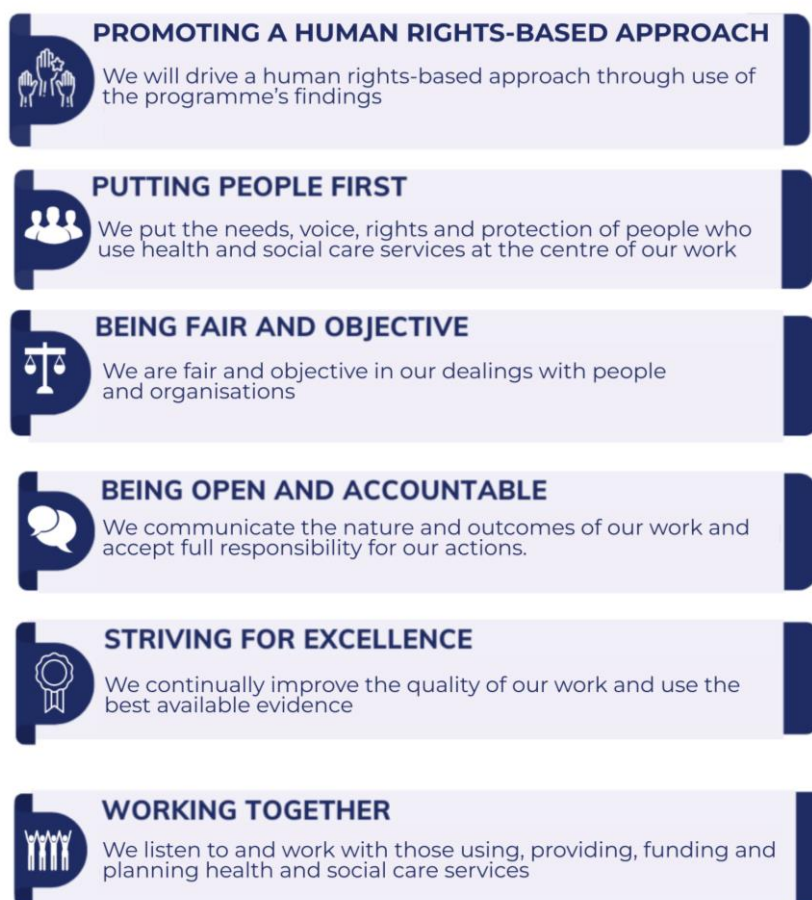 PROMOTING A HUMAN RIGHTS-BASED APPROACH
We will drive a human rights-based approach through use of
the programme's findings
PUTTING PEOPLE FIRST
We put the needs, voice, rights and protection of people who
use health and social care services at the centre of our work
BEING FAIR AND OBJECTIVE
We are fair and objective in our dealings with people
and organisations
BEING OPEN AND ACCOUNTABLE
We communicate the nature and outcomes of our work and
accept full responsibility for our actions.
STRIVING FOR EXCELLENCE
We continually improve the quality of our work and use the
best available evidence
WORKING TOGETHER
We listen to and work with those using, providing, funding and
planning health and social care services